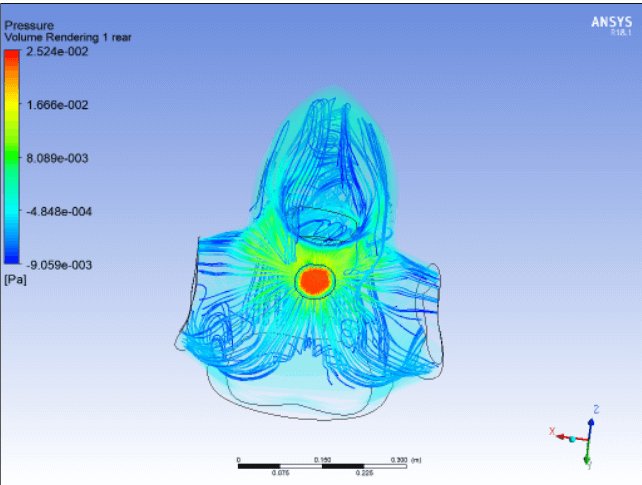 Pressure
Volume Rendering 1 rear
2.524e-002
1.666e-002
8.089e-003
-4.848e-004
-9.059e-003
[Pa]
ANSYS
R18.1
Z
X
Y
0 0.150 0.300 (m)
0.075 0.225